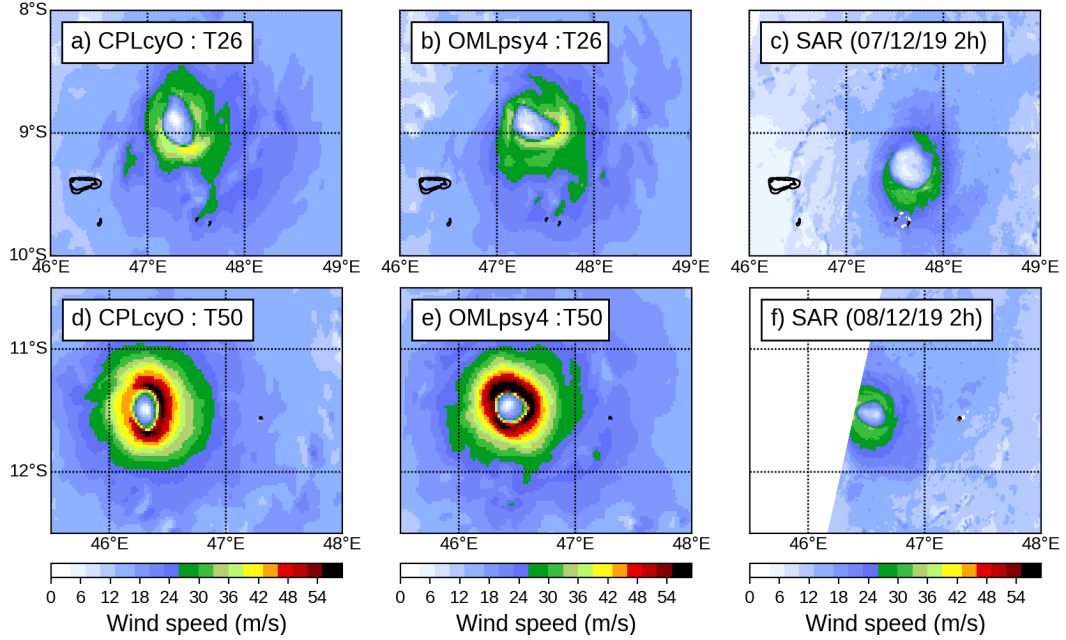 a) CPLcyO : T26
b) OMLpsy4 :T26
c) SAR (07/12/19 2h)
8°S
9°S
10°S
46°E 47°E 48°E 49°E
46°E 47°E 48°E 49°E
46°E 47°E 48°E 49°E
d) CPLcyO : T50
e) OMLpsy4 :T50
f) SAR (08/12/19 2h)
11°S
12°S
46°E 47°E 48°E
46°E 47°E 48°E
46°E 47°E 48°E
0 6 12 18 24 30 36 42 48 54
0 6 12 18 24 30 36 42 48 54
0 6 12 18 24 30 36 42 48 54
Wind speed (m/s)
Wind speed (m/s)
Wind speed (m/s)